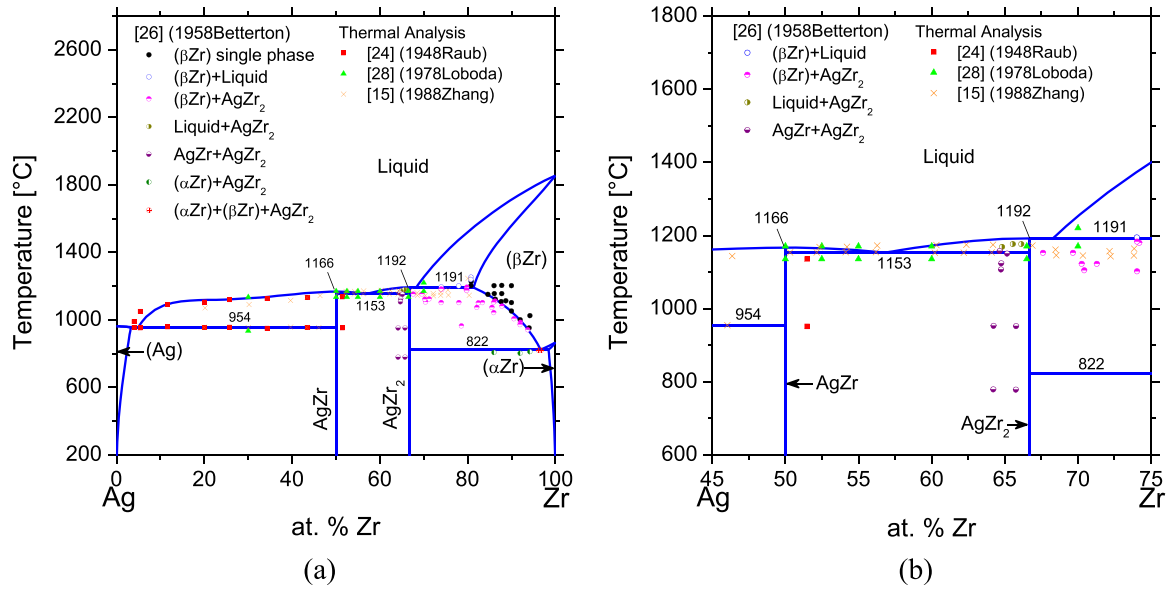 [26] (1958Betterton)
(βZr) single phase
(βZr)+Liquid
(βZr)+AgZr₂
Liquid+AgZr₂
AgZr+AgZr₂
(αZr)+AgZr₂
(αZr)+(βZr)+AgZr₂
Thermal Analysis
[24] (1948Raub)
[28] (1978Loboda)
[15] (1988Zhang)
Temperature [°C]
2600
2200
1800
1400
1000
600
200
Liquid
1166
1192
1191
(βZr)
1153
954
822
(Ag)
(αZr)
AgZr
AgZr₂
0
20
40
60
80
100
Ag
Zr
at. % Zr
(a)
[26] (1958Betterton)
(βZr)+Liquid
(βZr)+AgZr₂
Liquid+AgZr₂
AgZr+AgZr₂
Thermal Analysis
[24] (1948Raub)
[28] (1978Loboda)
[15] (1988Zhang)
Temperature [°C]
1800
1600
1400
1200
1000
800
600
Liquid
1166
1192
1191
1153
954
822
AgZr
AgZr₂
45
50
55
60
65
70
75
Ag
Zr
at. % Zr
(b)